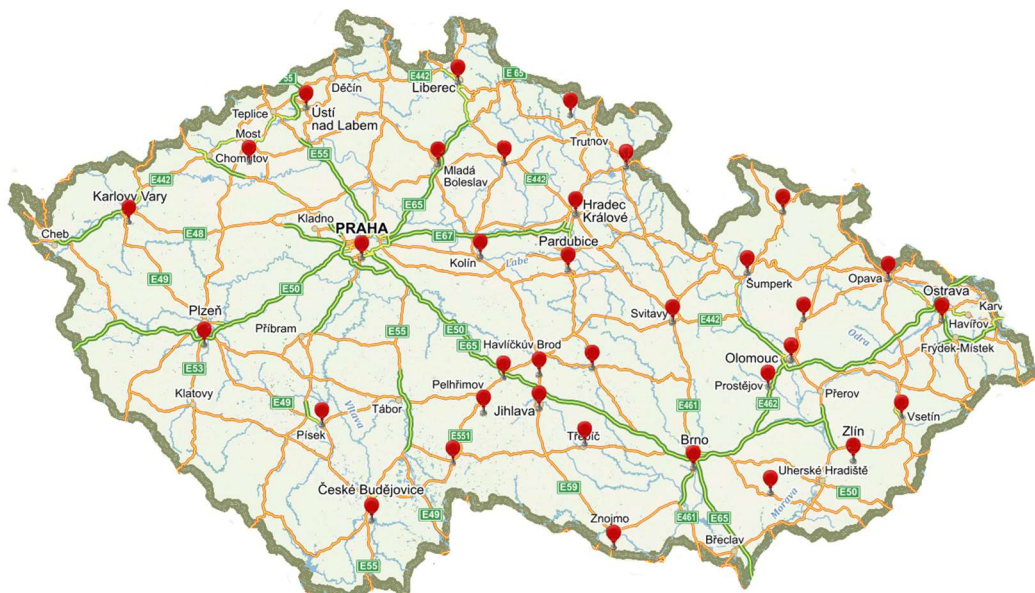 E55
Děčín
E442
Liberec
E 65
Teplice
Ústí
nad Labem
Most
Chomutov
E55
Trutnov
Mladá
Boleslav
E442
E442
Karlovy Vary
Hradec
Králové
Kladno
PRAHA
E65
E67
Cheb
E48
Pardubice
Kolín
Labe
E49
E50
Šumperk
Opava
Ostrava
Plzeň
Příbram
E55
E50
E65
Svitavy
E442
Karv
Havířov
Odra
Frýdek-Místek
Havlíčkův Brod
E53
Olomouc
Klatovy
Pelhřimov
Prostějov
E49
Vltava
Tábor
Jihlava
E461
E462
Přerov
Vsetín
Písek
E551
Třebíč
Brno
Zlín
Uherské Hradiště
České Budějovice
E59
E50
E49
Znojmo
E461
E65
Morava
Břeclav
E55